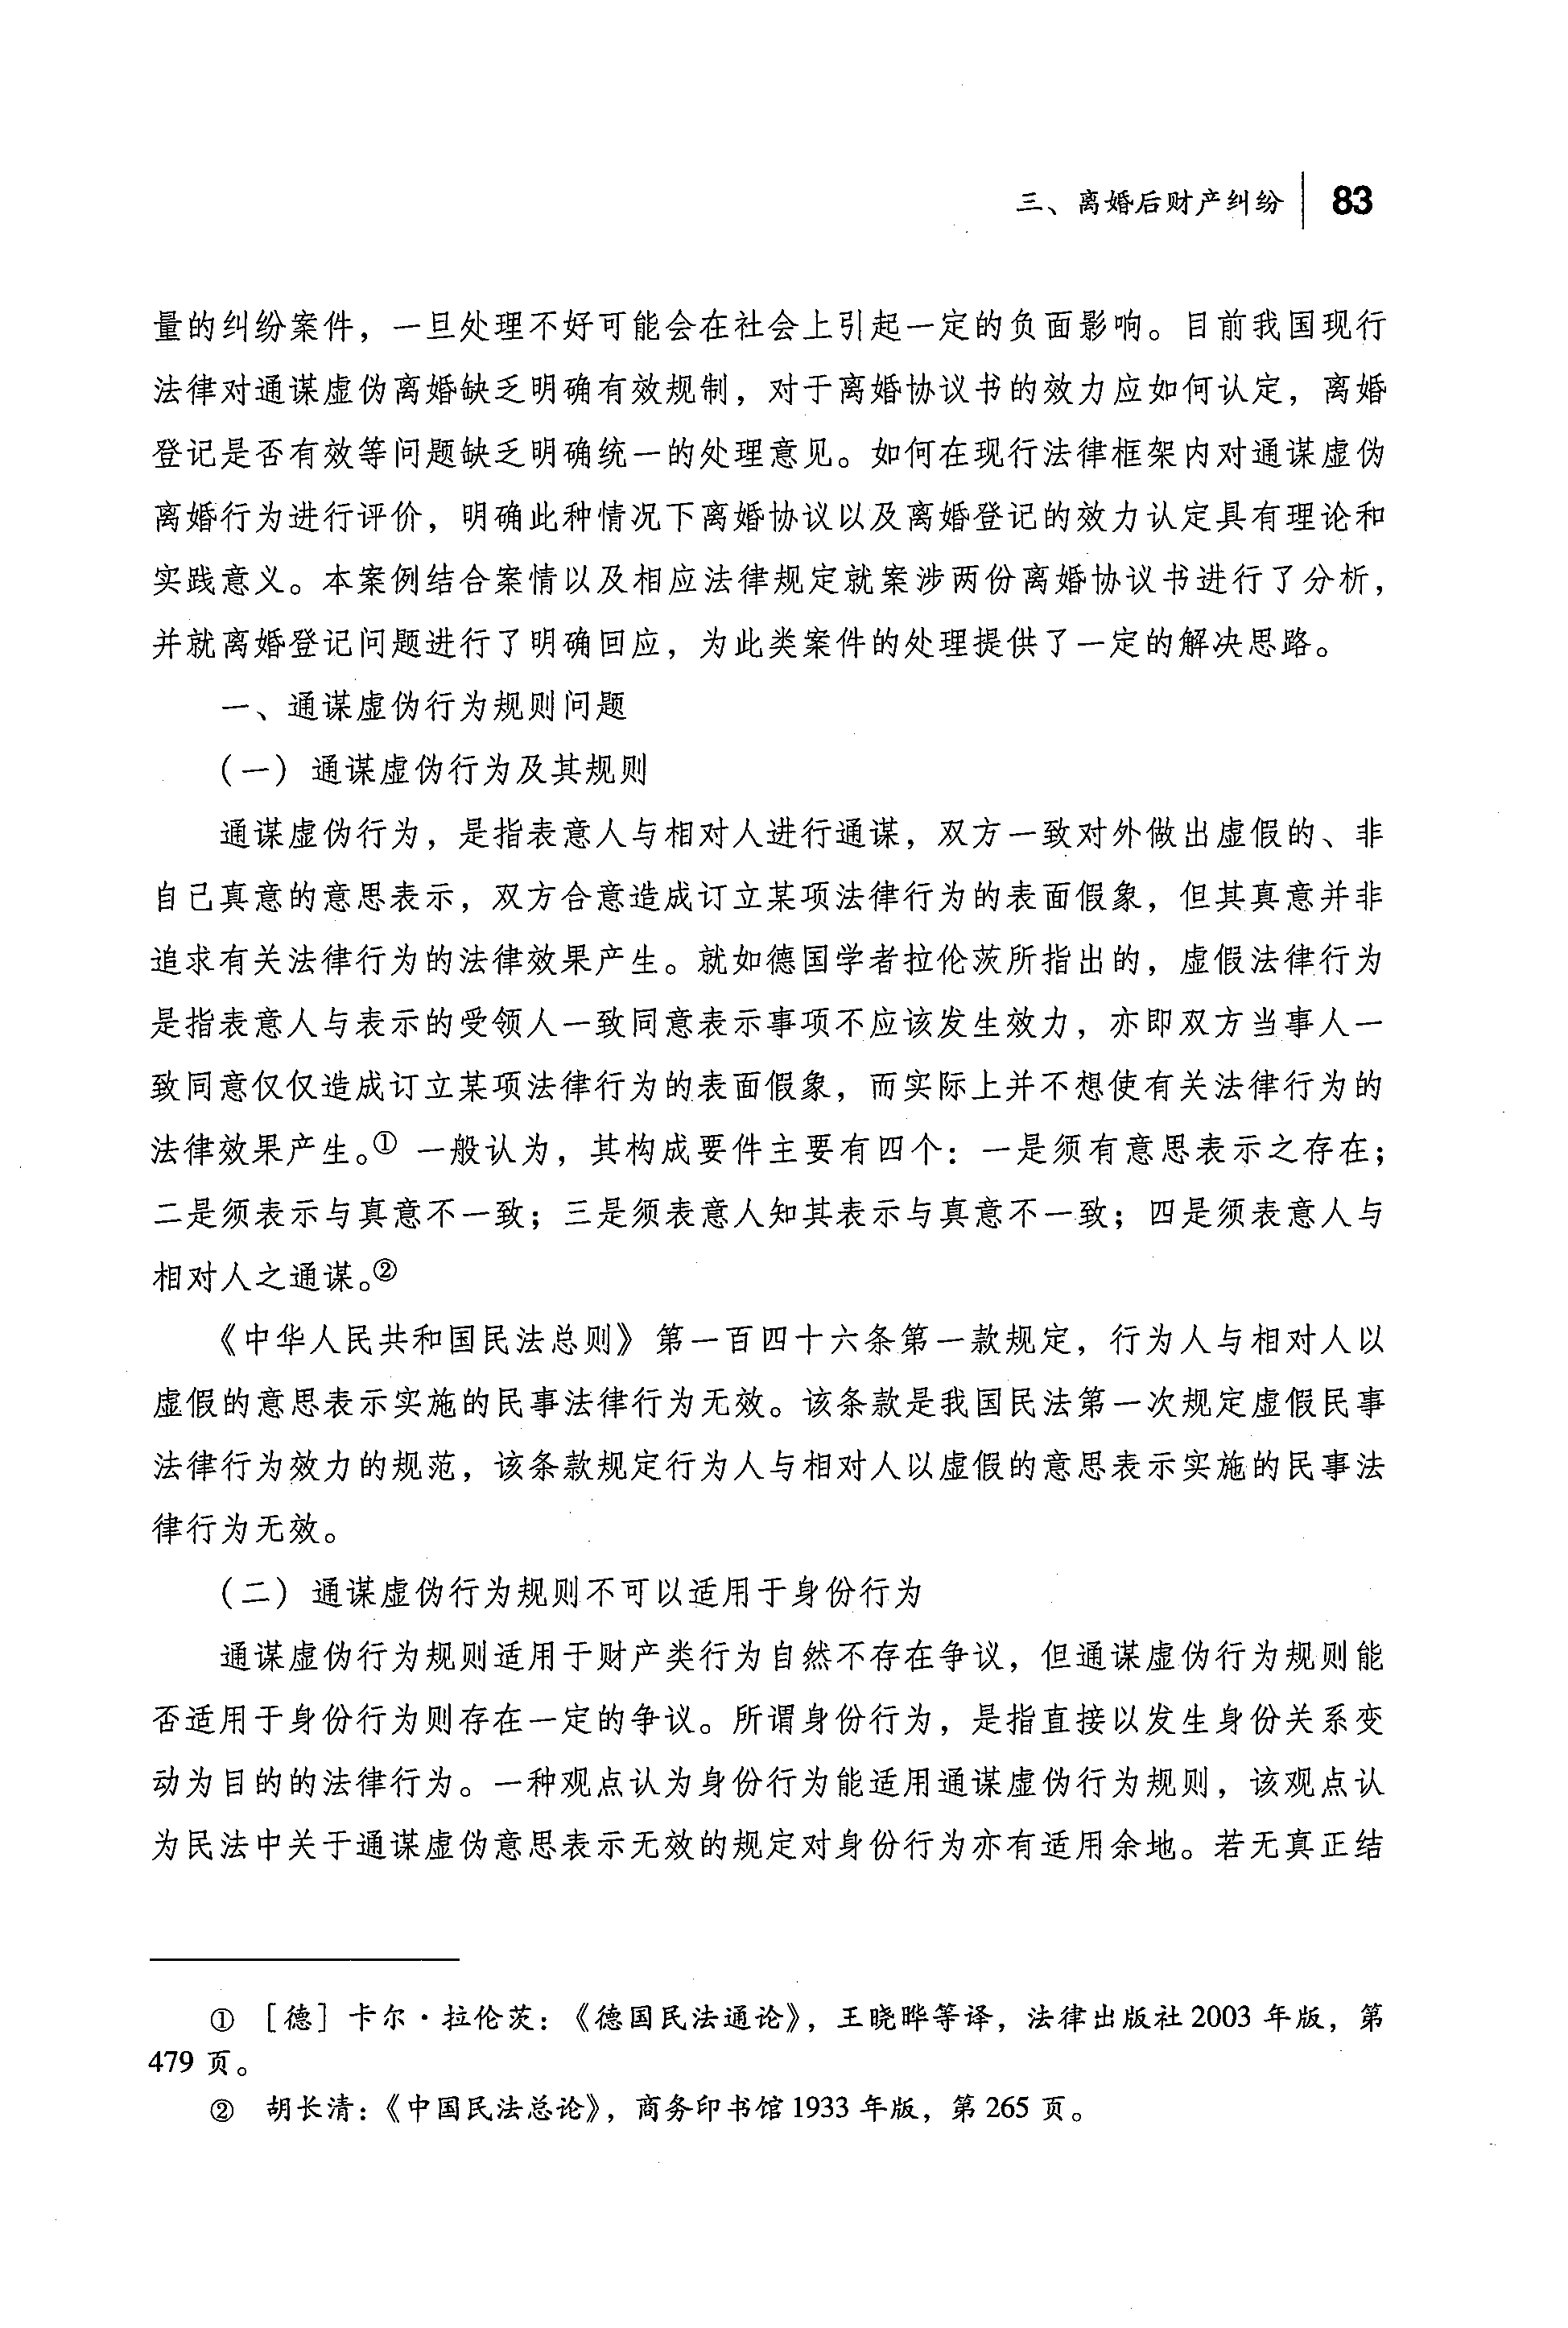 三、离婚后财产纠纷 83
量的纠纷案件，一旦处理不好可能会在社会上引起一定的负面影响。目前我国现行
法律对通谋虚伪离婚缺乏明确有效规制，对于离婚协议书的效力应如何认定，离婚
登记是否有效等问题缺乏明确统一的处理意见。如何在现行法律框架内对通谋虚伪
离婚行为进行评价，明确此种情况下离婚协议以及离婚登记的效力认定具有理论和
实践意义。本案例结合案情以及相应法律规定就案涉两份离婚协议书进行了分析，
并就离婚登记问题进行了明确回应，为此类案件的处理提供了一定的解决思路。
一、通谋虚伪行为规则问题
（一）通谋虚伪行为及其规则
通谋虚伪行为，是指表意人与相对人进行通谋，双方一致对外做出虚假的、非
自己真意的意思表示，双方合意造成订立某项法律行为的表面假象，但其真意并非
追求有关法律行为的法律效果产生。就如德国学者拉伦茨所指出的，虚假法律行为
是指表意人与表示的受领人一致同意表示事项不应该发生效力，亦即双方当事人一
致同意仅仅造成订立某项法律行为的表面假象，而实际上并不想使有关法律行为的
法律效果产生。① 一般认为，其构成要件主要有四个：一是须有意思表示之存在；
二是须表示与真意不一致；三是须表意人知其表示与真意不一致；四是须表意人与
相对人之通谋。②
《中华人民共和国民法总则》第一百四十六条第一款规定，行为人与相对人以
虚假的意思表示实施的民事法律行为无效。该条款是我国民法第一次规定虚假民事
法律行为效力的规范，该条款规定行为人与相对人以虚假的意思表示实施的民事法
律行为无效。
（二）通谋虚伪行为规则不可以适用于身份行为
通谋虚伪行为规则适用于财产类行为自然不存在争议，但通谋虚伪行为规则能
否适用于身份行为则存在一定的争议。所谓身份行为，是指直接以发生身份关系变
动为目的的法律行为。一种观点认为身份行为能适用通谋虚伪行为规则，该观点认
为民法中关于通谋虚伪意思表示无效的规定对身份行为亦有适用余地。若无真正结
① ［德］卡尔·拉伦茨：《德国民法通论》，王晓晔等译，法律出版社 2003 年版，第
479 页。
② 胡长清：《中国民法总论》，商务印书馆 1933 年版，第 265 页。